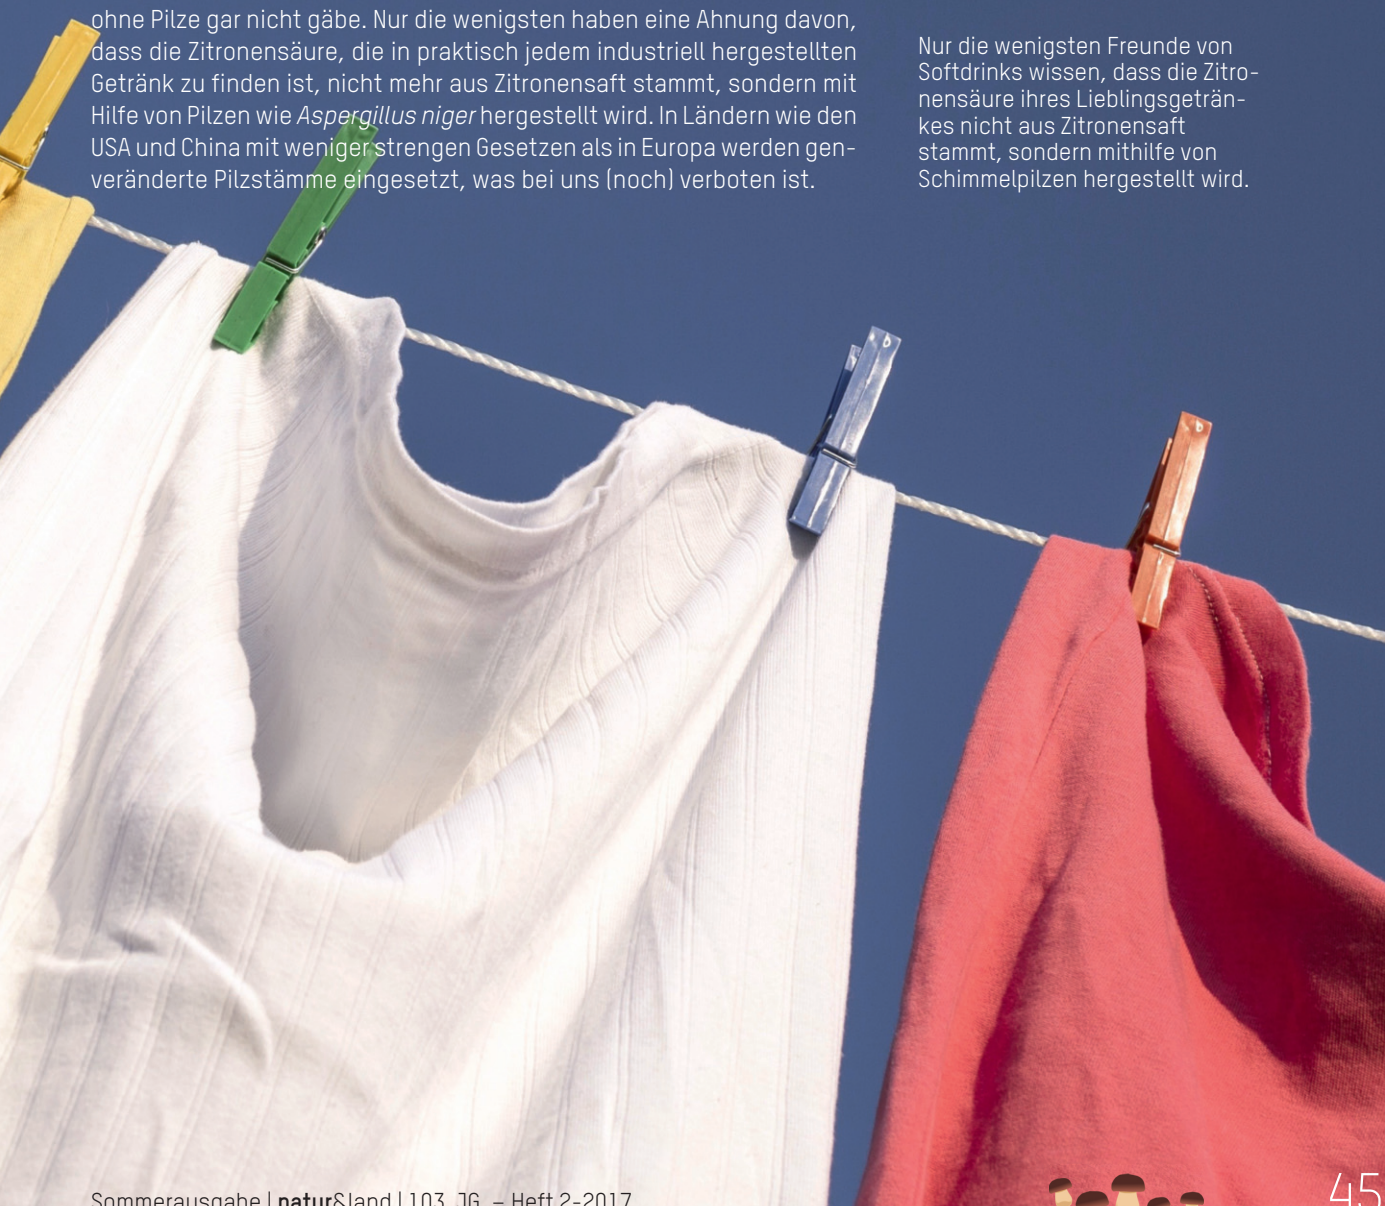 ohne Pilze gar nicht gäbe. Nur die wenigsten haben eine Ahnung davon,
dass die Zitronensäure, die in praktisch jedem industriell hergestellten
Getränk zu finden ist, nicht mehr aus Zitronensaft stammt, sondern mit
Hilfe von Pilzen wie Aspergillus niger hergestellt wird. In Ländern wie den
USA und China mit weniger strengen Gesetzen als in Europa werden gen-
veränderte Pilzstämme eingesetzt, was bei uns (noch) verboten ist.
Nur die wenigsten Freunde von
Softdrinks wissen, dass die Zitro-
nensäure ihres Lieblingsgeträn-
kes nicht aus Zitronensaft
stammt, sondern mithilfe von
Schimmelpilzen hergestellt wird.
Sommerausgabe | natur&land | 103. JG. – Heft 2-2017
45